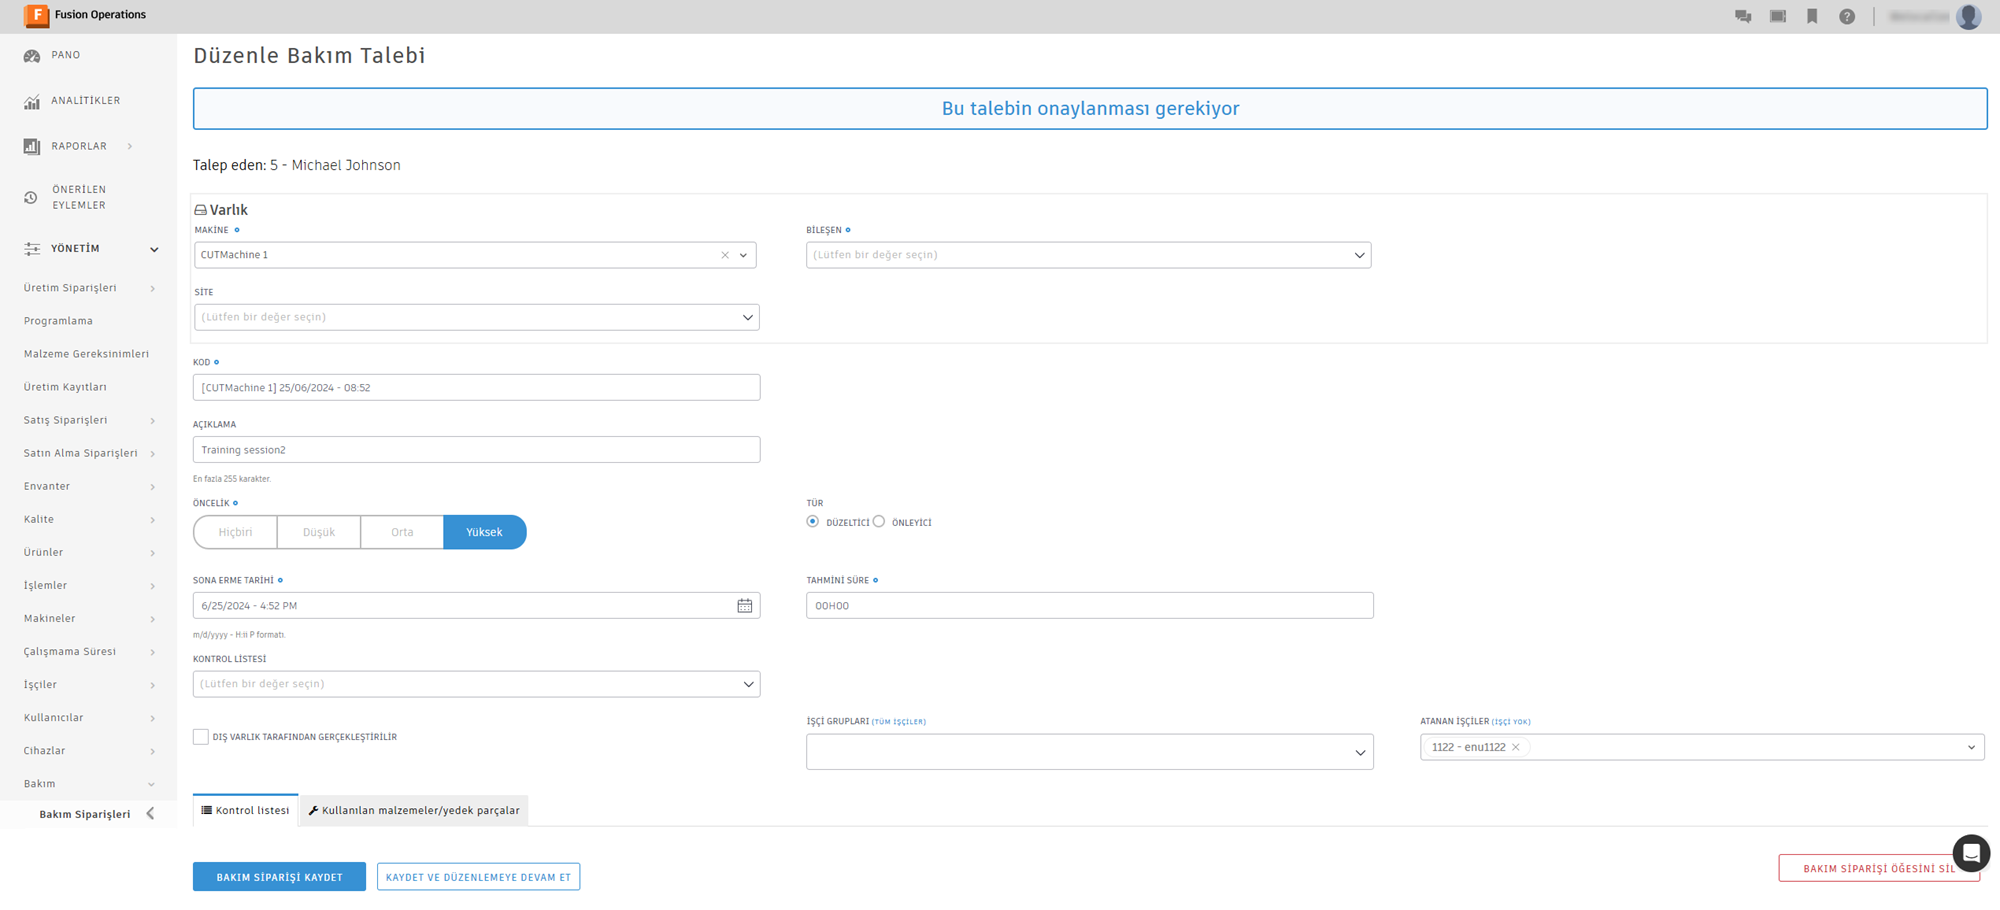 Fusion Operations
PANO
ANALİTİKLER
RAPORLAR
ÖNERİLEN
EYLEMLER
YÖNETİM
Üretim Siparişleri
Programlama
Malzeme Gereksinimleri
Üretim Kayıtları
Satış Siparişleri
Satın Alma Siparişleri
Envanter
Kalite
Ürünler
İşlemler
Makineler
Çalışmama Süresi
İşçiler
Kullanıcılar
Cihazlar
Bakım
Bakım Siparişleri
Düzenle Bakım Talebi
Bu talebin onaylanması gerekiyor
Talep eden: 5 - Michael Johnson
Varlık
MAKİNE
CUTMachine 1
BİLEŞEN
(Lütfen bir değer seçin)
SİTE
(Lütfen bir değer seçin)
KOD
[CUTMachine 1] 25/06/2024 - 08:52
AÇIKLAMA
Training session2
En fazla 255 karakter.
ÖNCELİK
Hiçbiri Düşük Orta Yüksek
TÜR
DÜZELTİCİ ÖNLEYİCİ
SONA ERME TARİHİ
6/25/2024 - 4:52 PM
m/d/yyyy - H:ii P formatı.
TAHMİNİ SÜRE
00H00
KONTROL LİSTESİ
(Lütfen bir değer seçin)
DIŞ VARLIK TARAFINDAN GERÇEKLEŞTİRİLİR
İŞÇİ GRUPLARI (TÜM İŞÇİLER)
ATANAN İŞÇİLER (İŞÇİ YOK)
1122 - enu1122
Kontrol listesi
Kullanılan malzemeler/yedek parçalar
BAKIM SİPARİŞİ KAYDET
KAYDET VE DÜZENLEMEYE DEVAM ET
BAKIM SİPARİŞİ ÖĞESİNİ SİL